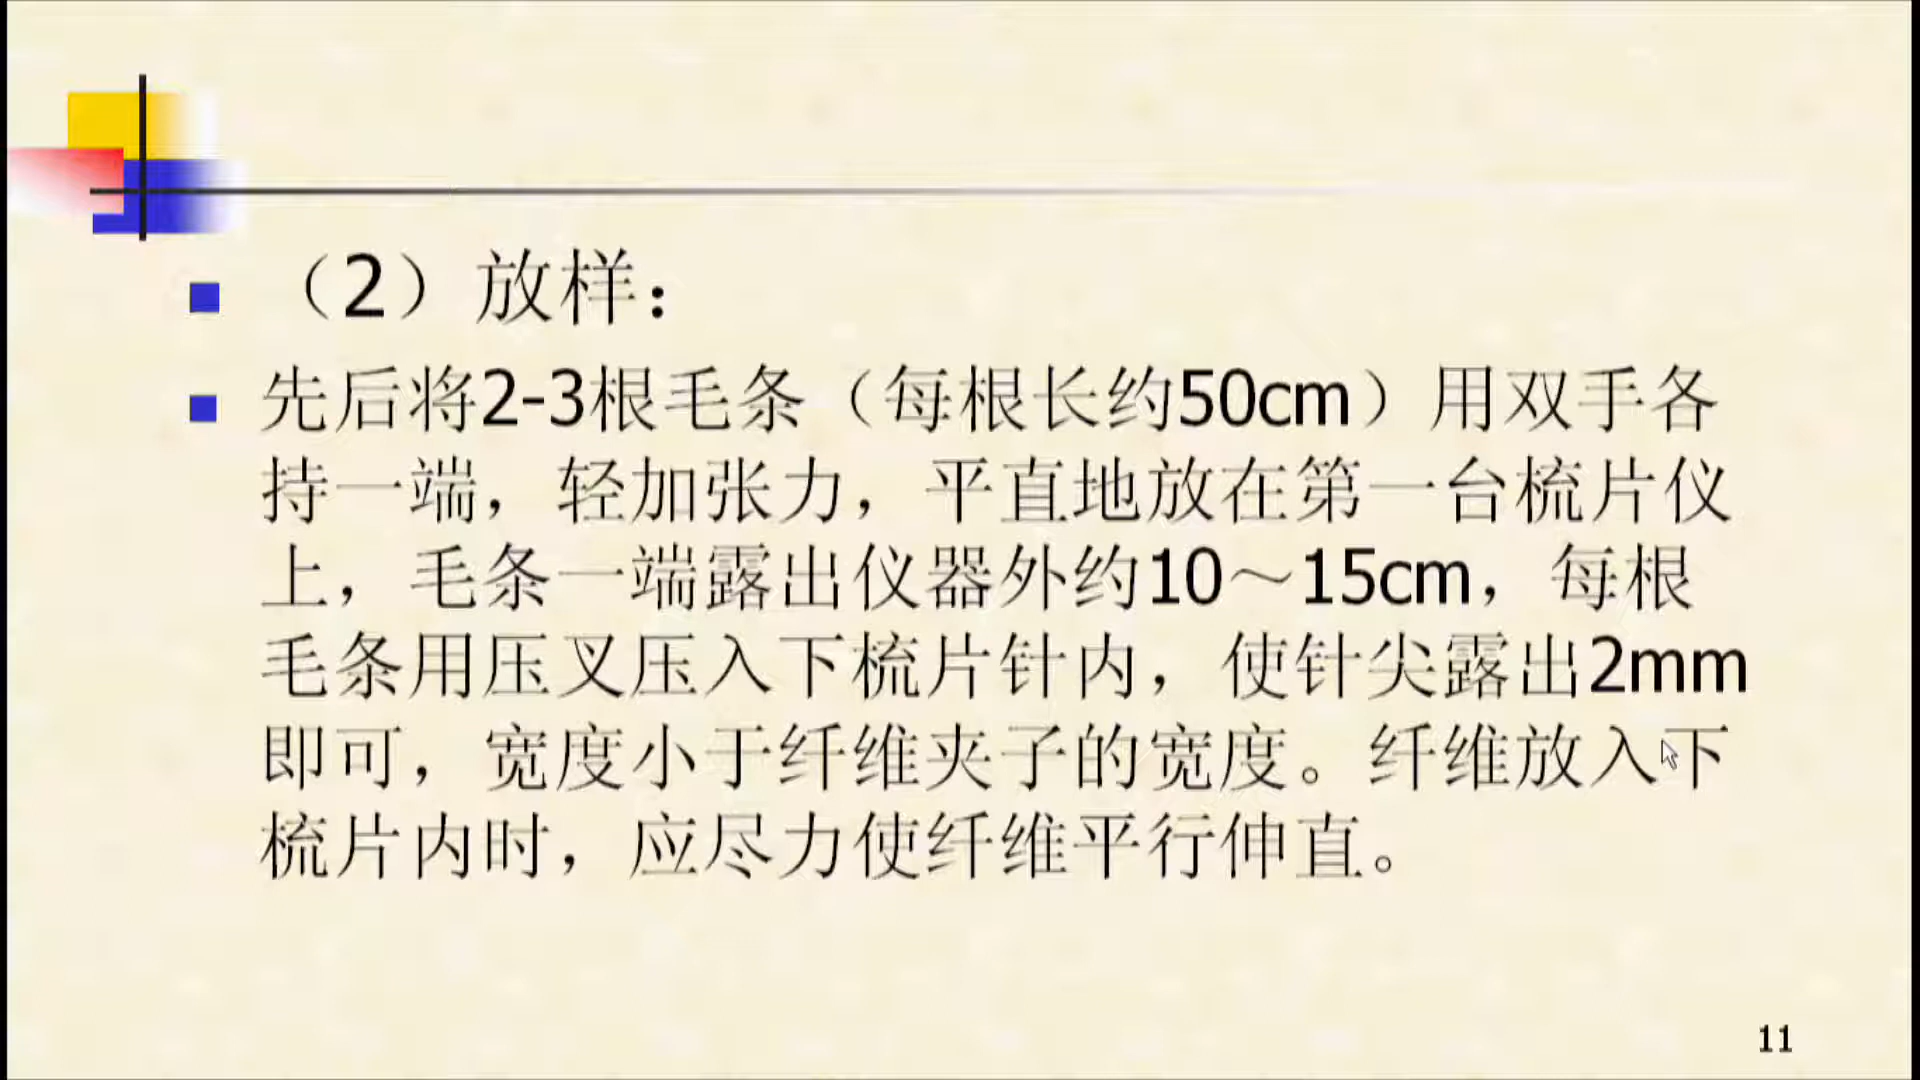 （2）放样：
先后将2-3根毛条（每根长约50cm）用双手各
持一端，轻加张力，平直地放在第一台梳片仪
上，毛条一端露出仪器外约10～15cm，每根
毛条用压叉压入下梳片针内，使针尖露出2mm
即可，宽度小于纤维夹子的宽度。纤维放入下
梳片内时，应尽力使纤维平行伸直。
11